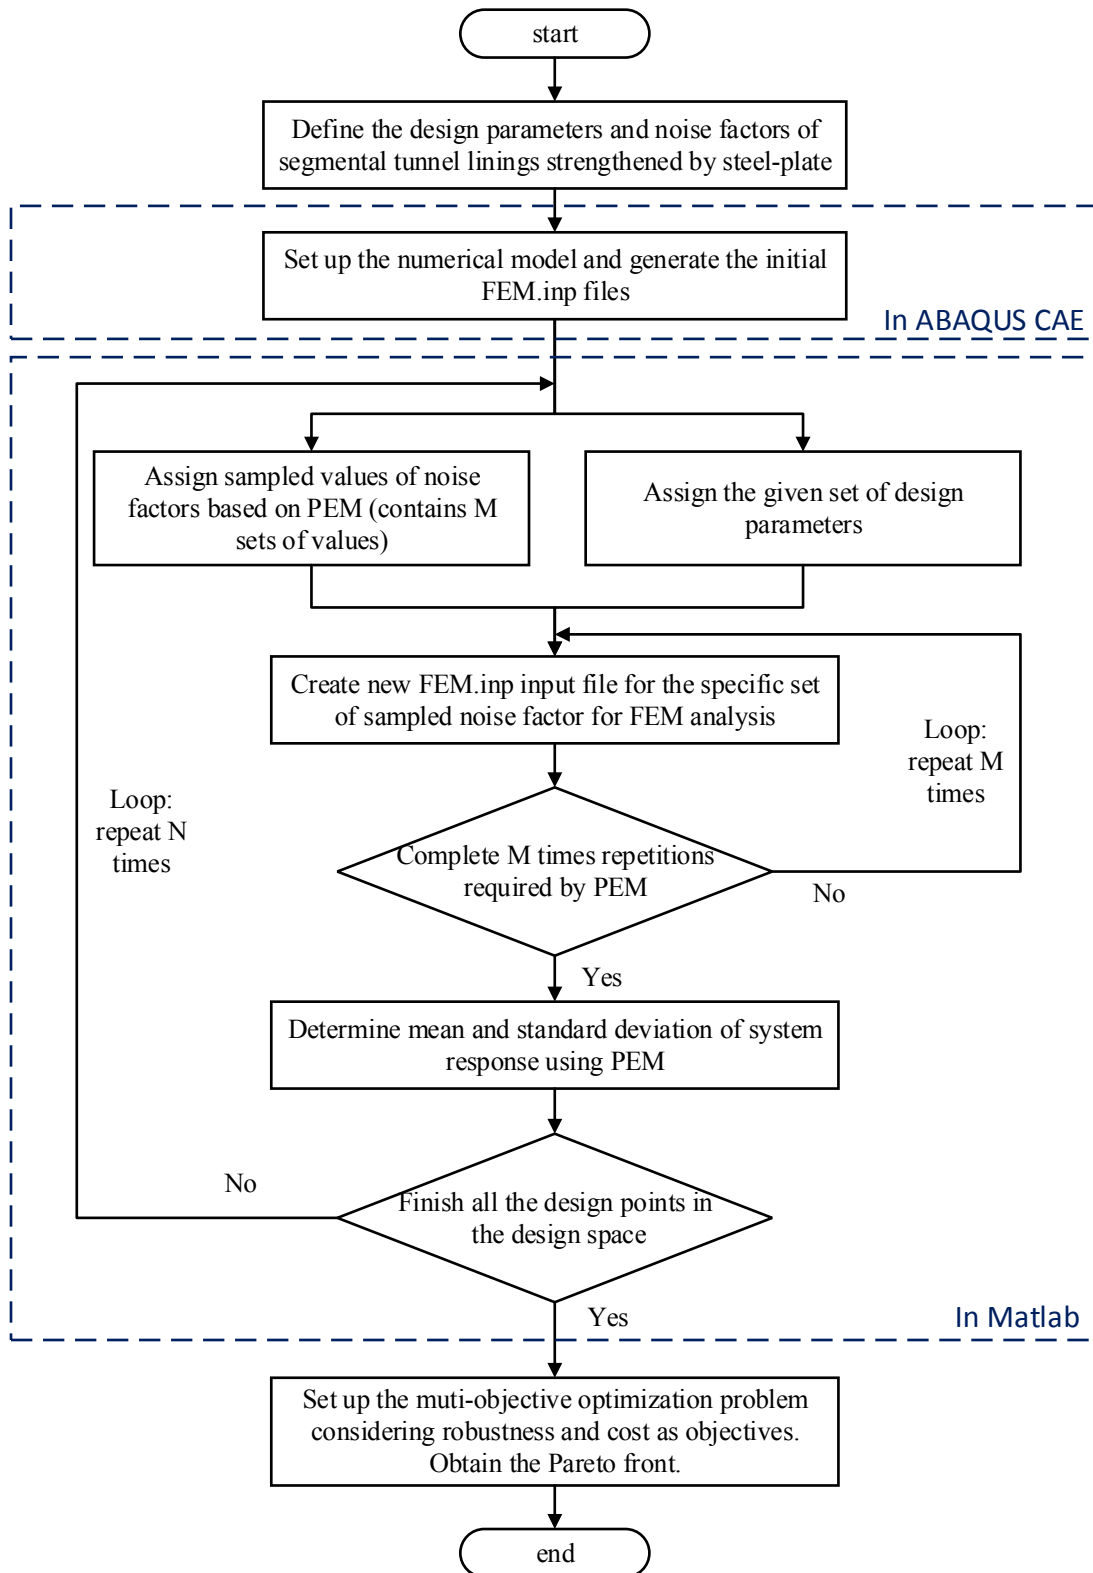 start
Define the design parameters and noise factors of
segmental tunnel linings strengthened by steel-plate
Set up the numerical model and generate the initial
FEM.inp files
In ABAQUS CAE
Assign sampled values of noise
factors based on PEM (contains M
sets of values)
Assign the given set of design
parameters
Create new FEM.inp input file for the specific set
of sampled noise factor for FEM analysis
Loop:
repeat M
times
Loop:
repeat N
times
Complete M times repetitions
required by PEM
No
Yes
Determine mean and standard deviation of system
response using PEM
No
Finish all the design points in
the design space
Yes
In Matlab
Set up the muti-objective optimization problem
considering robustness and cost as objectives.
Obtain the Pareto front.
end